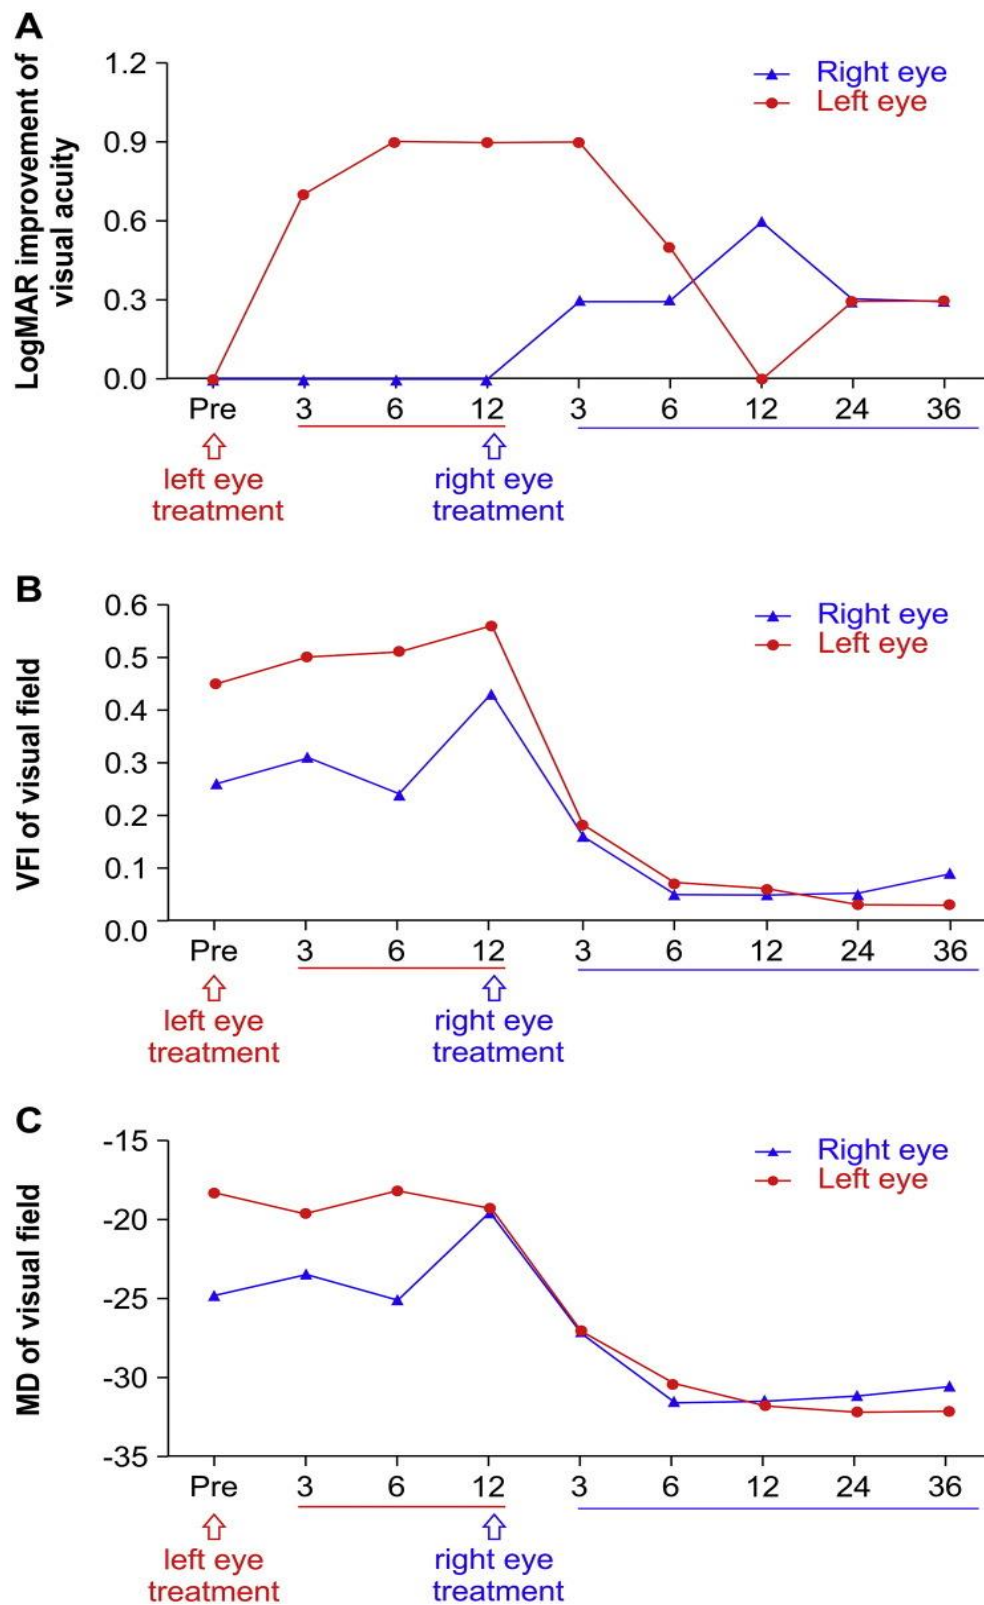 A
LogMAR improvement of
visual acuity
1.2
0.9
0.6
0.3
0.0
Right eye
Left eye
Pre 3 6 12 3 6 12 24 36
left eye
treatment
right eye
treatment
B
VFI of visual field
0.6
0.5
0.4
0.3
0.2
0.1
0.0
Right eye
Left eye
Pre 3 6 12 3 6 12 24 36
left eye
treatment
right eye
treatment
C
MD of visual field
-15
-20
-25
-30
-35
Right eye
Left eye
Pre 3 6 12 3 6 12 24 36
left eye
treatment
right eye
treatment